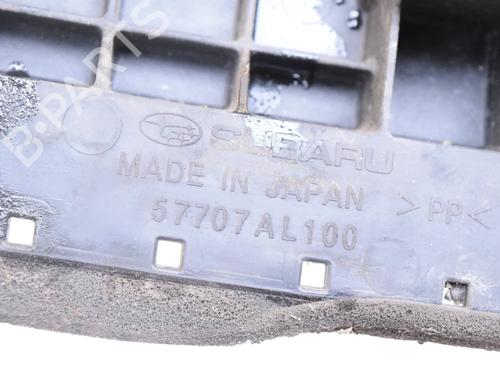 B-PARTS
SUBARU
MADE IN JAPAN
>PP<
57707AL100